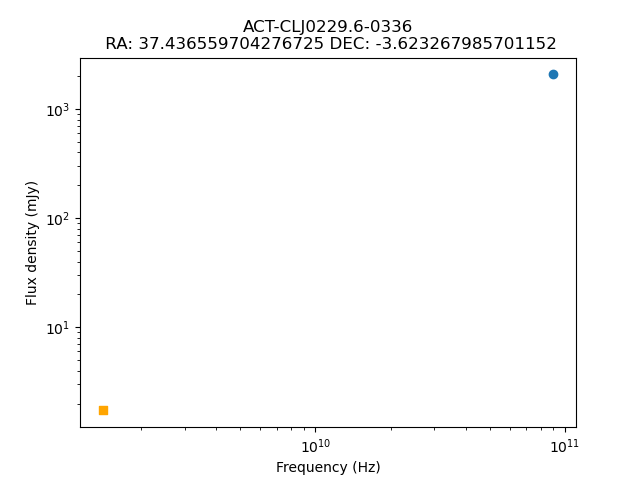 ACT-CLJ0229.6-0336
RA: 37.436559704276725 DEC: -3.623267985701152
10³
10²
10¹
Flux density (mJy)
10¹⁰
10¹¹
Frequency (Hz)